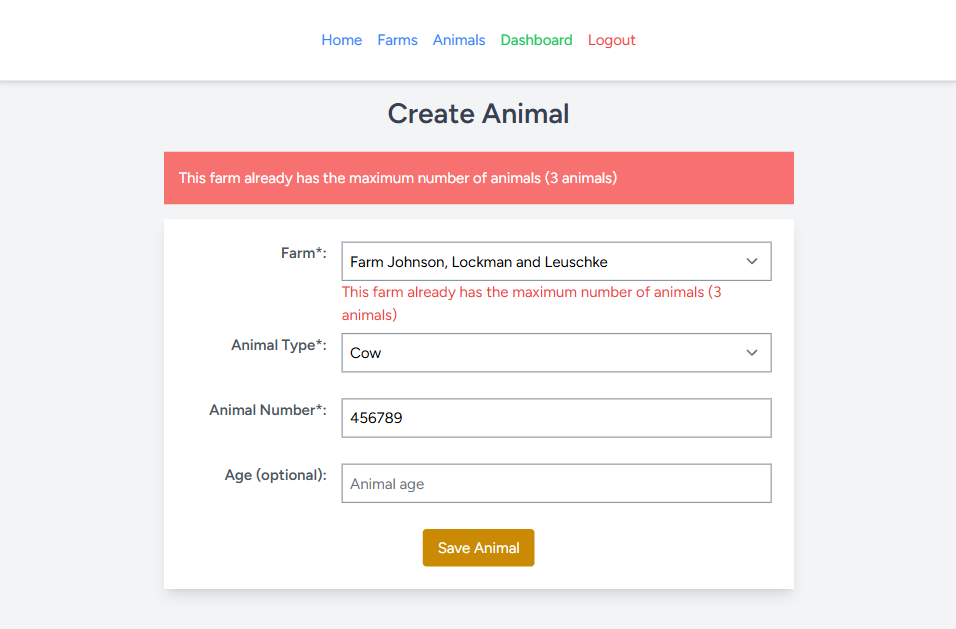 Home Farms Animals Dashboard Logout
Create Animal
This farm already has the maximum number of animals (3 animals)
Farm*:
Farm Johnson, Lockman and Leuschke
This farm already has the maximum number of animals (3
animals)
Animal Type*:
Cow
Animal Number*:
456789
Age (optional):
Animal age
Save Animal